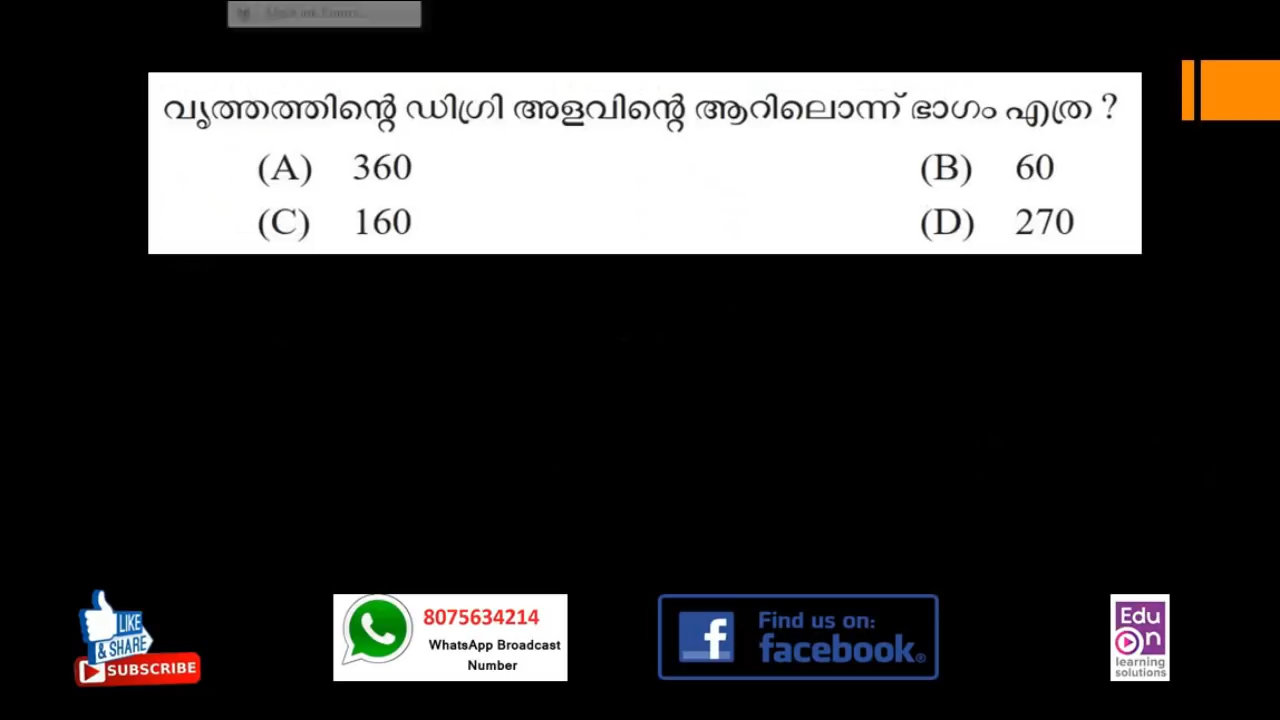 വൃത്തത്തിന്റെ ഡിഗ്രി അളവിന്റെ ആറിലൊന്ന് ഭാഗം എത്ര ?
(A) 360 (B) 60
(C) 160 (D) 270
LIKE
& SHARE
SUBSCRIBE
8075634214
WhatsApp Broadcast
Number
Find us on:
facebook®
Edu
On
learning
solutions